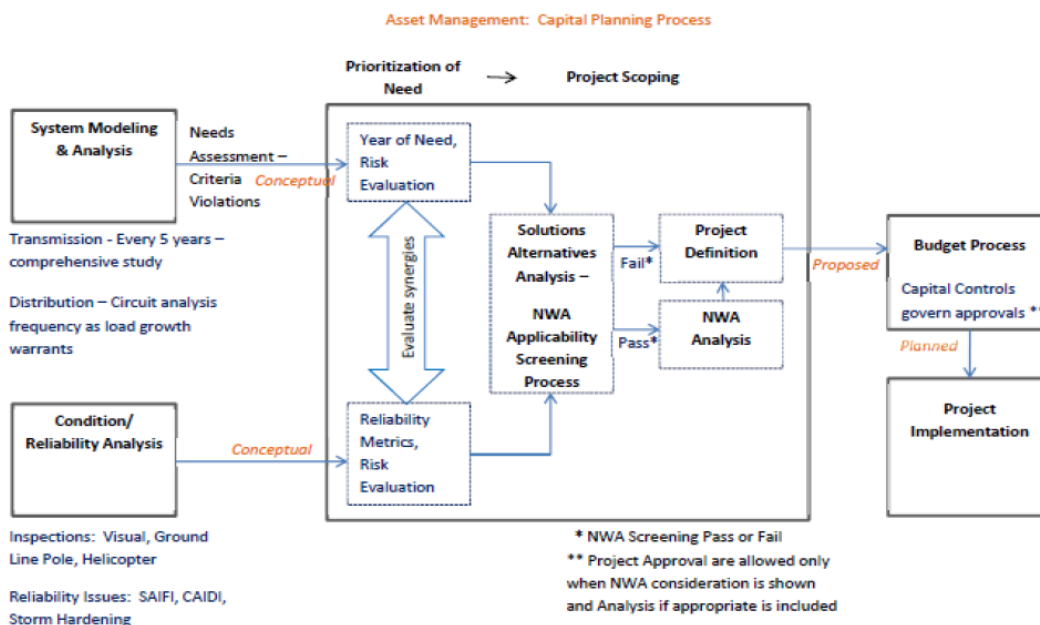 Asset Management: Capital Planning Process
Prioritization of
Need
Project Scoping
System Modeling
& Analysis
Needs
Assessment –
Criteria
Violations
Conceptual
Year of Need,
Risk
Evaluation
Transmission - Every 5 years –
comprehensive study
Distribution – Circuit analysis
frequency as load growth
warrants
Evaluate synergies
Solutions
Alternatives
Analysis –
NWA
Applicability
Screening
Process
Fail*
Pass*
Project
Definition
NWA
Analysis
Proposed
Budget Process
Capital Controls
govern approvals **
Planned
Project
Implementation
Condition/
Reliability Analysis
Conceptual
Reliability
Metrics,
Risk
Evaluation
Inspections: Visual, Ground
Line Pole, Helicopter
Reliability Issues: SAIFI, CAIDI,
Storm Hardening
* NWA Screening Pass or Fail
** Project Approval are allowed only
when NWA consideration is shown
and Analysis if appropriate is included